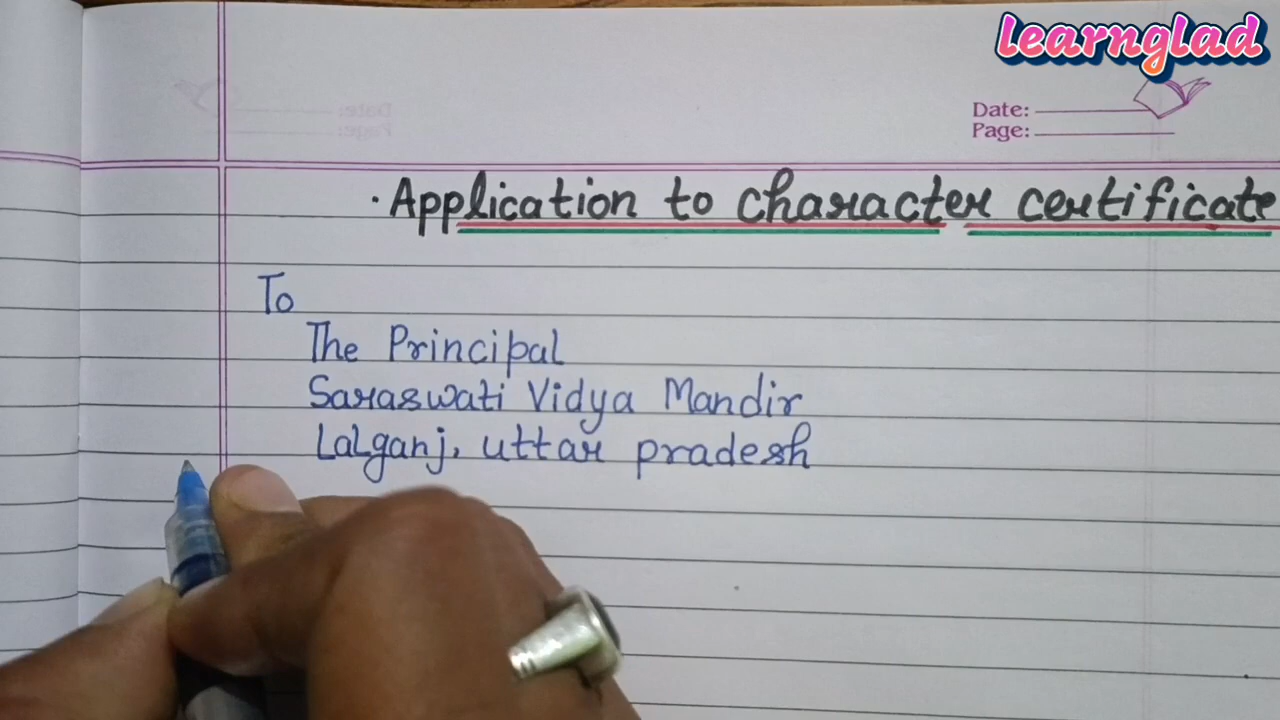 learnglad
Date:
Page:
Application to character certificate
To
The Principal
Saraswati Vidya Mandir
Lalganj, uttar pradesh